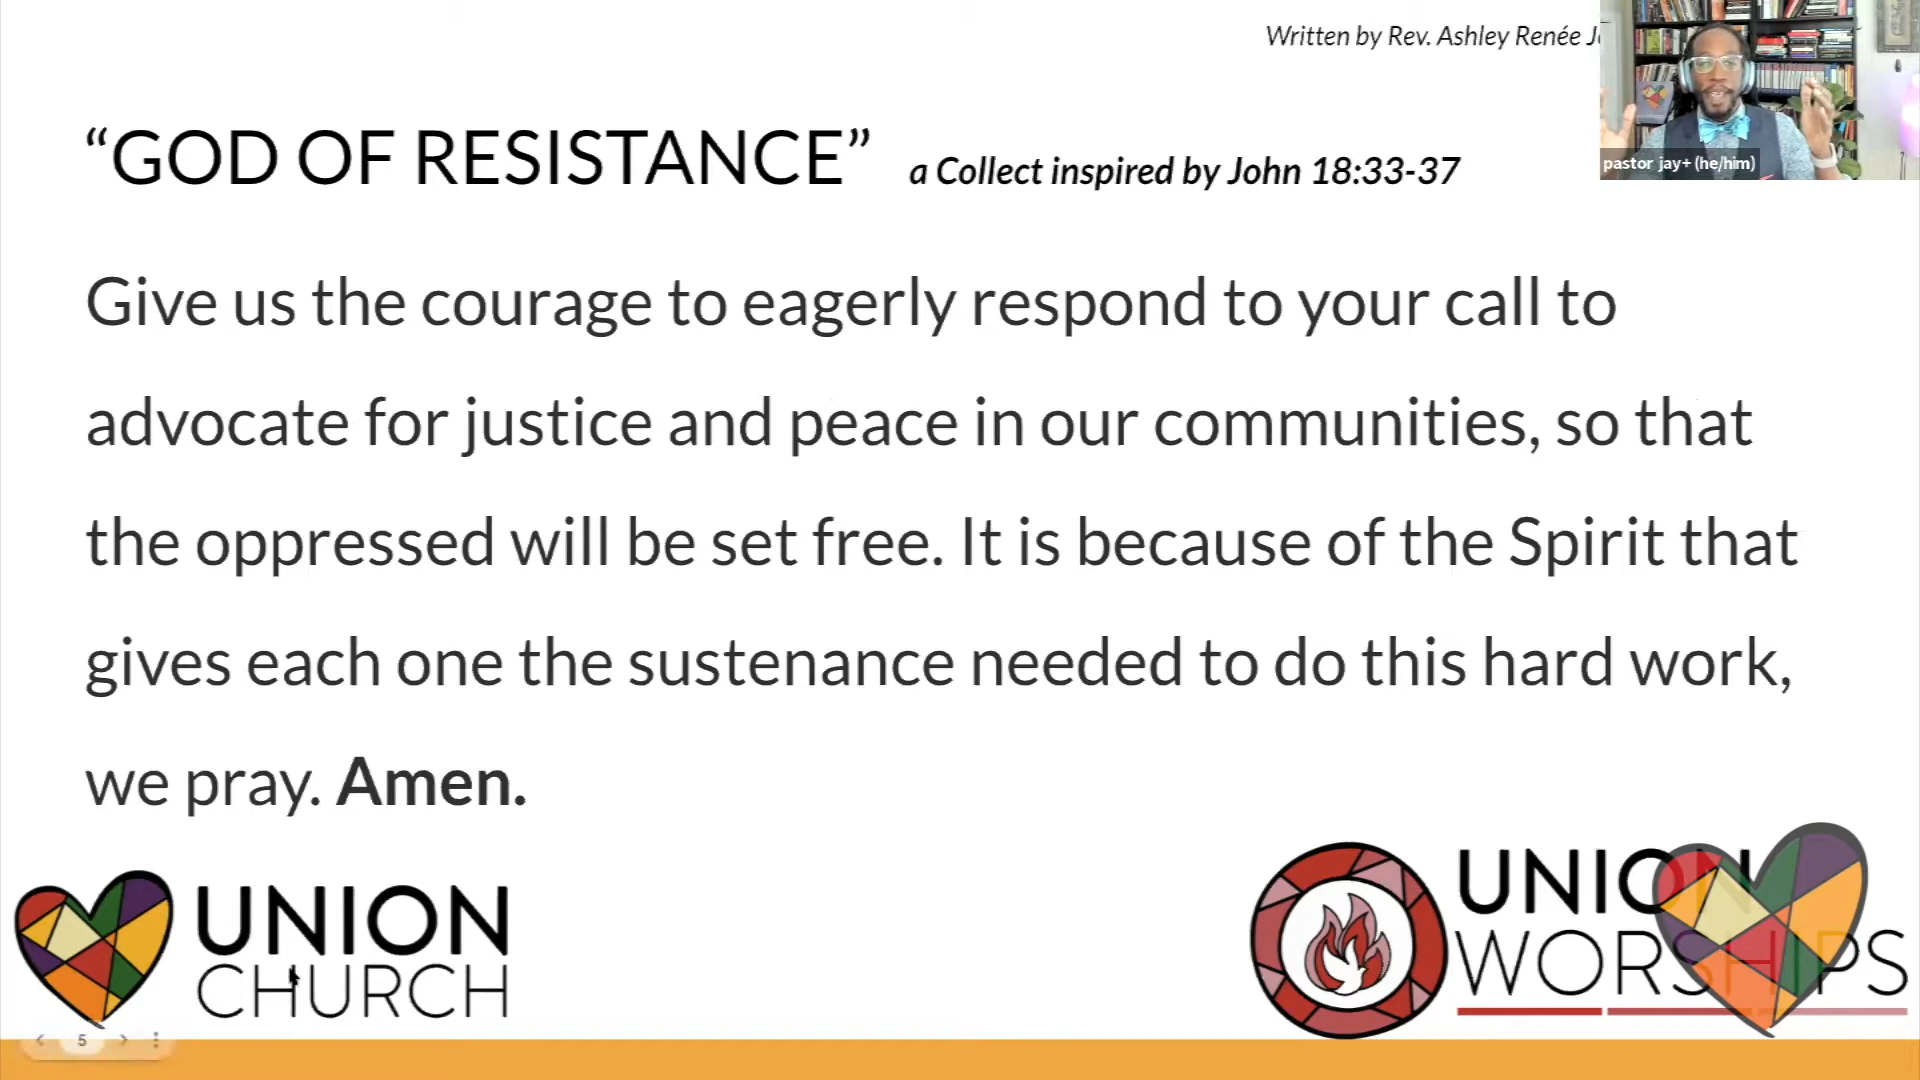 Written by Rev. Ashley Renée
pastor jay+ (he/him)
“GOD OF RESISTANCE” a Collect inspired by John 18:33-37
Give us the courage to eagerly respond to your call to
advocate for justice and peace in our communities, so that
the oppressed will be set free. It is because of the Spirit that
gives each one the sustenance needed to do this hard work,
we pray. Amen.
UNION
CHURCH
UNION
WORSHIPS
5